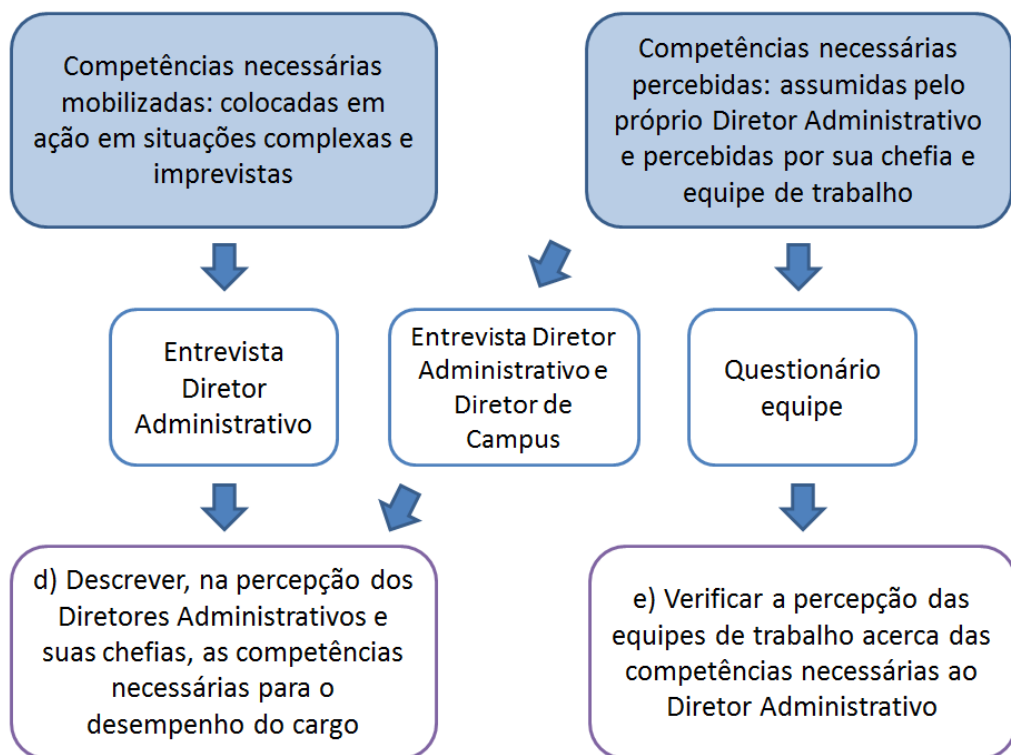 Competências necessárias
mobilizadas: colocadas em
ação em situações complexas e
imprevistas
Competências necessárias
percebidas: assumidas pelo
próprio Diretor Administrativo
e percebidas por sua chefia e
equipe de trabalho
Entrevista
Diretor
Administrativo
Entrevista Diretor
Administrativo e
Diretor de
Campus
Questionário
equipe
d) Descrever, na percepção dos
Diretores Administrativos e
suas chefias, as competências
necessárias para o
desempenho do cargo
e) Verificar a percepção das
equipes de trabalho acerca das
competências necessárias ao
Diretor Administrativo